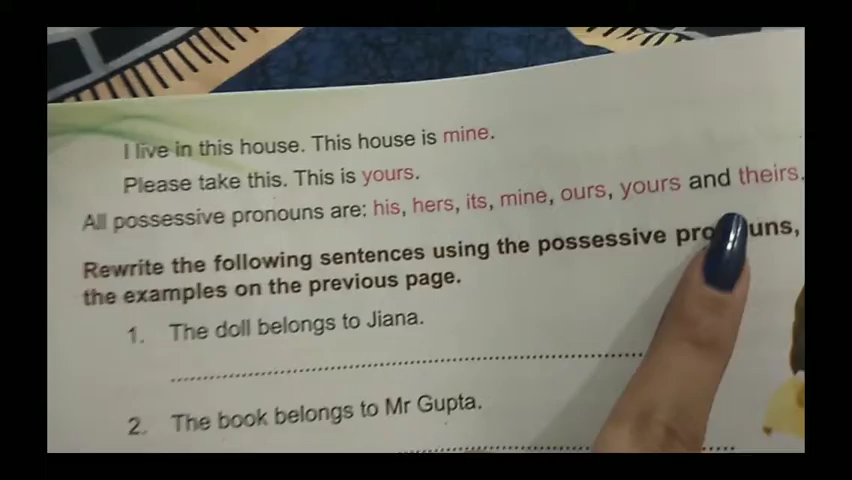 I live in this house. This house is mine.
Please take this. This is yours.
All possessive pronouns are: his, hers, its, mine, ours, yours and theirs.
Rewrite the following sentences using the possessive
the examples on the previous page.
1. The doll belongs to Jiana.
2. The book belongs to Mr Gupta.